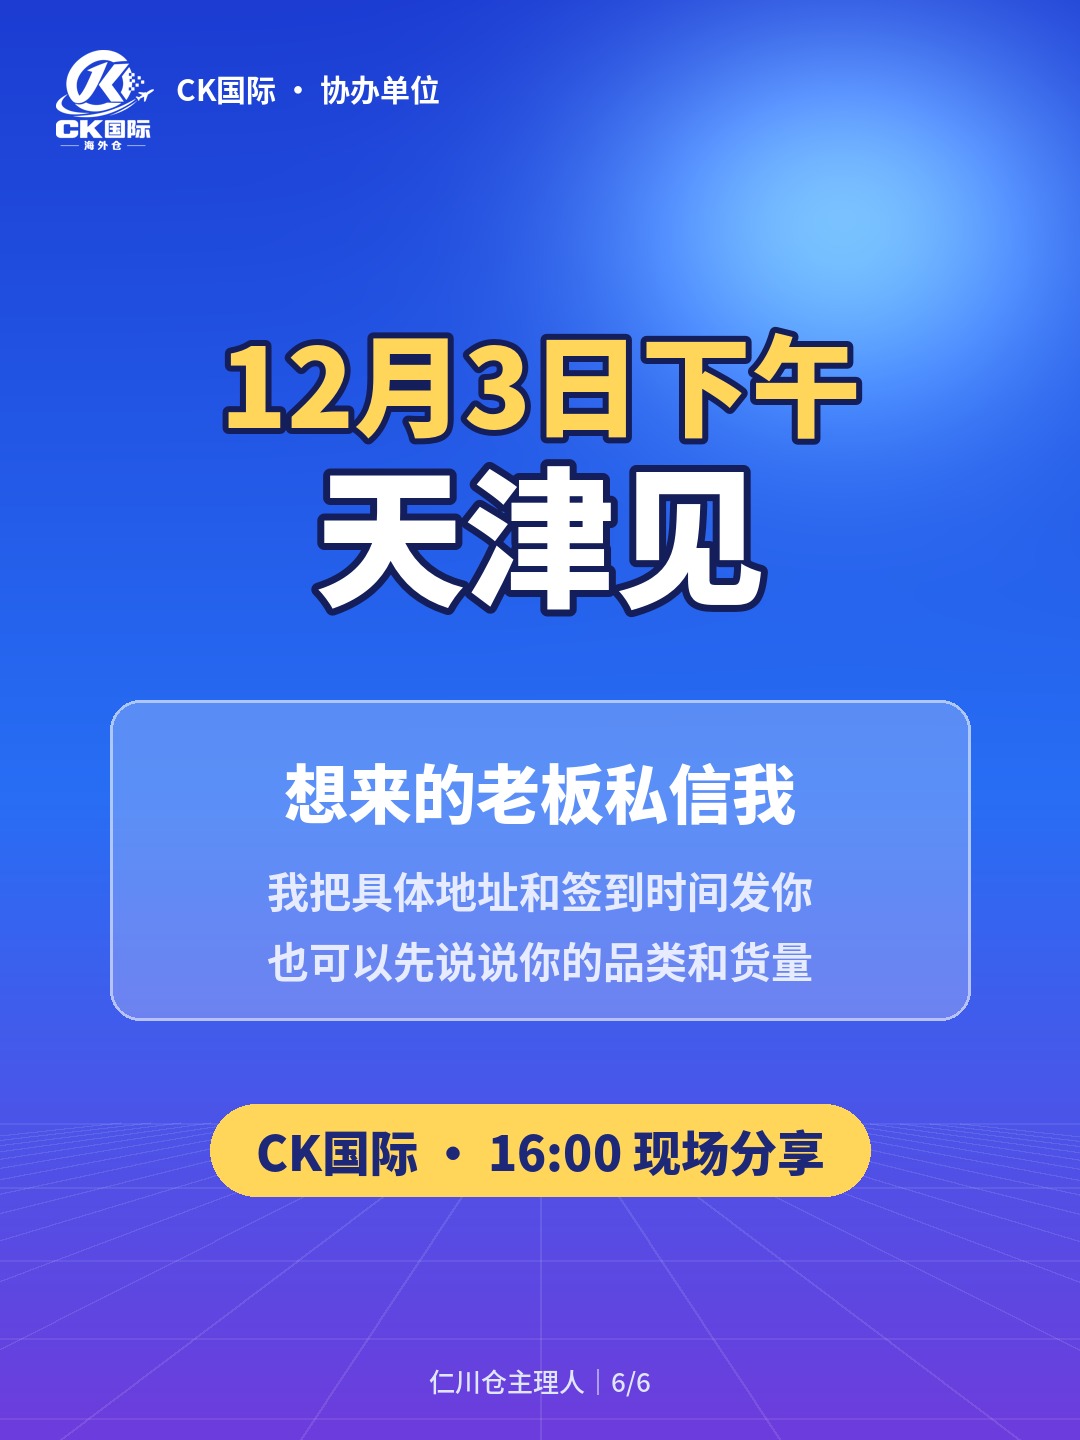 CK国际
海外仓
CK国际 · 协办单位
12月3日下午
天津见
想来的老板私信我
我把具体地址和签到时间发你
也可以先说说你的品类和货量
CK国际 · 16:00 现场分享
仁川仓主理人｜6/6